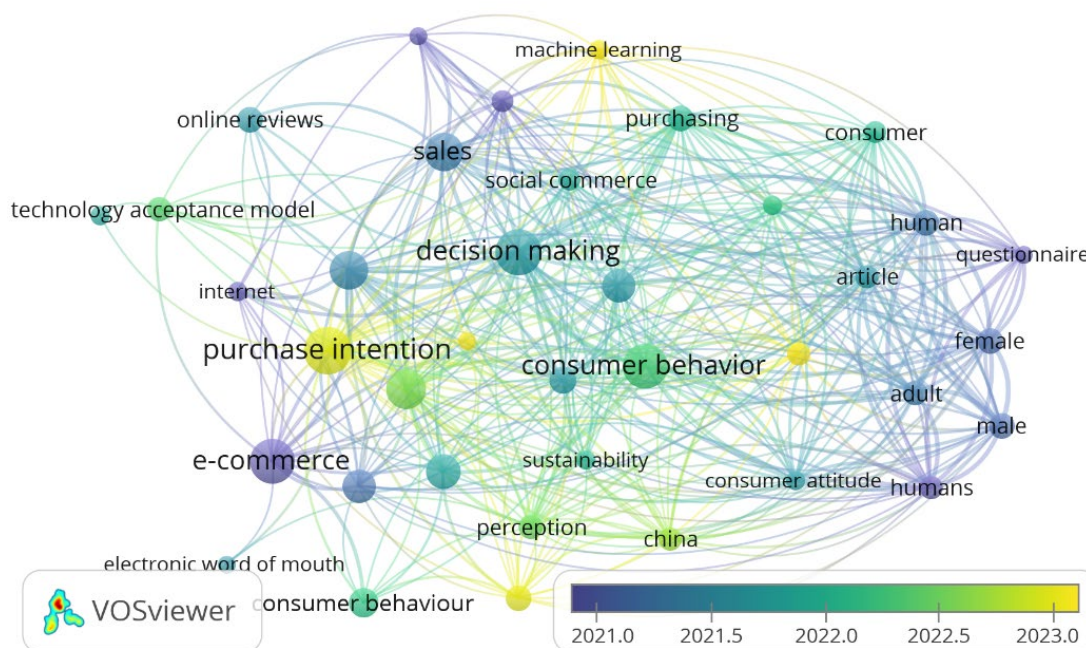 machine learning
online reviews
purchasing
consumer
sales
social commerce
technology acceptance model
human
decision making
questionnaire
internet
article
purchase intention
female
consumer behavior
adult
male
e-commerce
sustainability
consumer attitude
humans
perception
china
electronic word of mouth
VOSviewer
consumer behaviour
2021.0 2021.5 2022.0 2022.5 2023.0